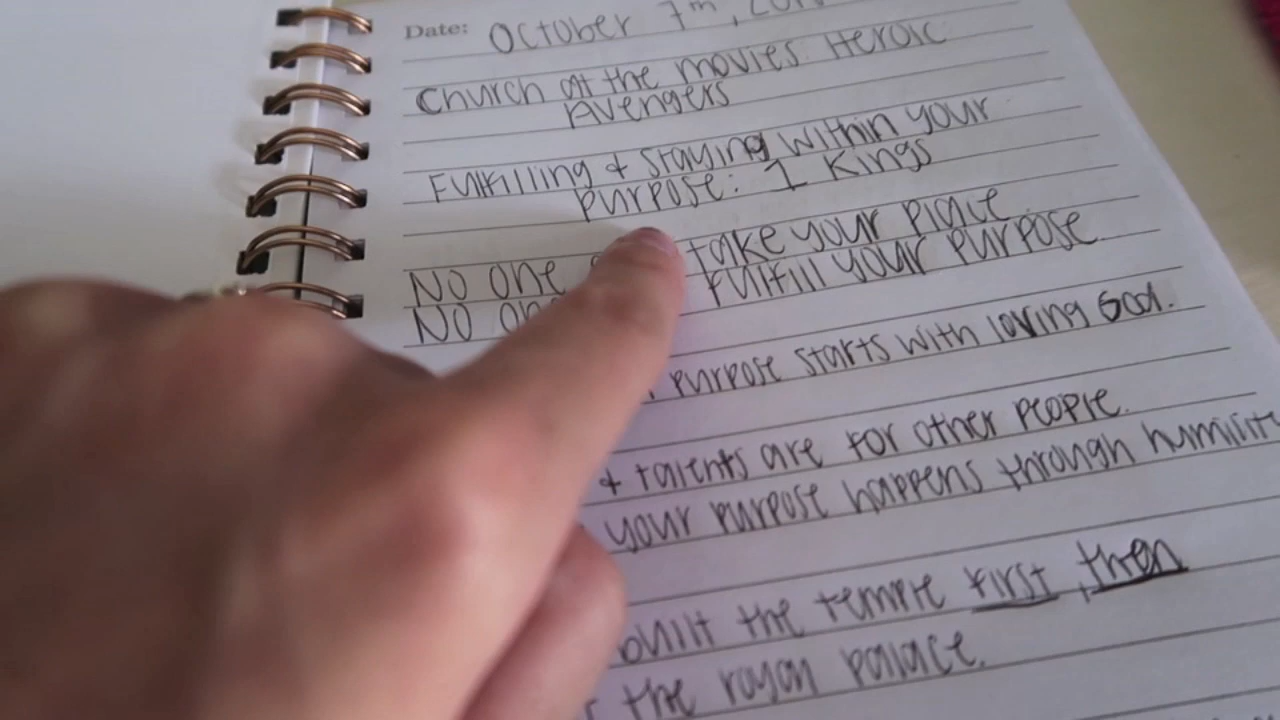 Date: October 7th,
Church at the movies: Heroic
Avengers
Fulfilling & staying within your
purpose: 1 Kings
No one take your place.
No one fulfill your purpose
purpose starts with loving God.
& talents are for other people.
your purpose happens through humility
built the temple first, then
the royal palace.